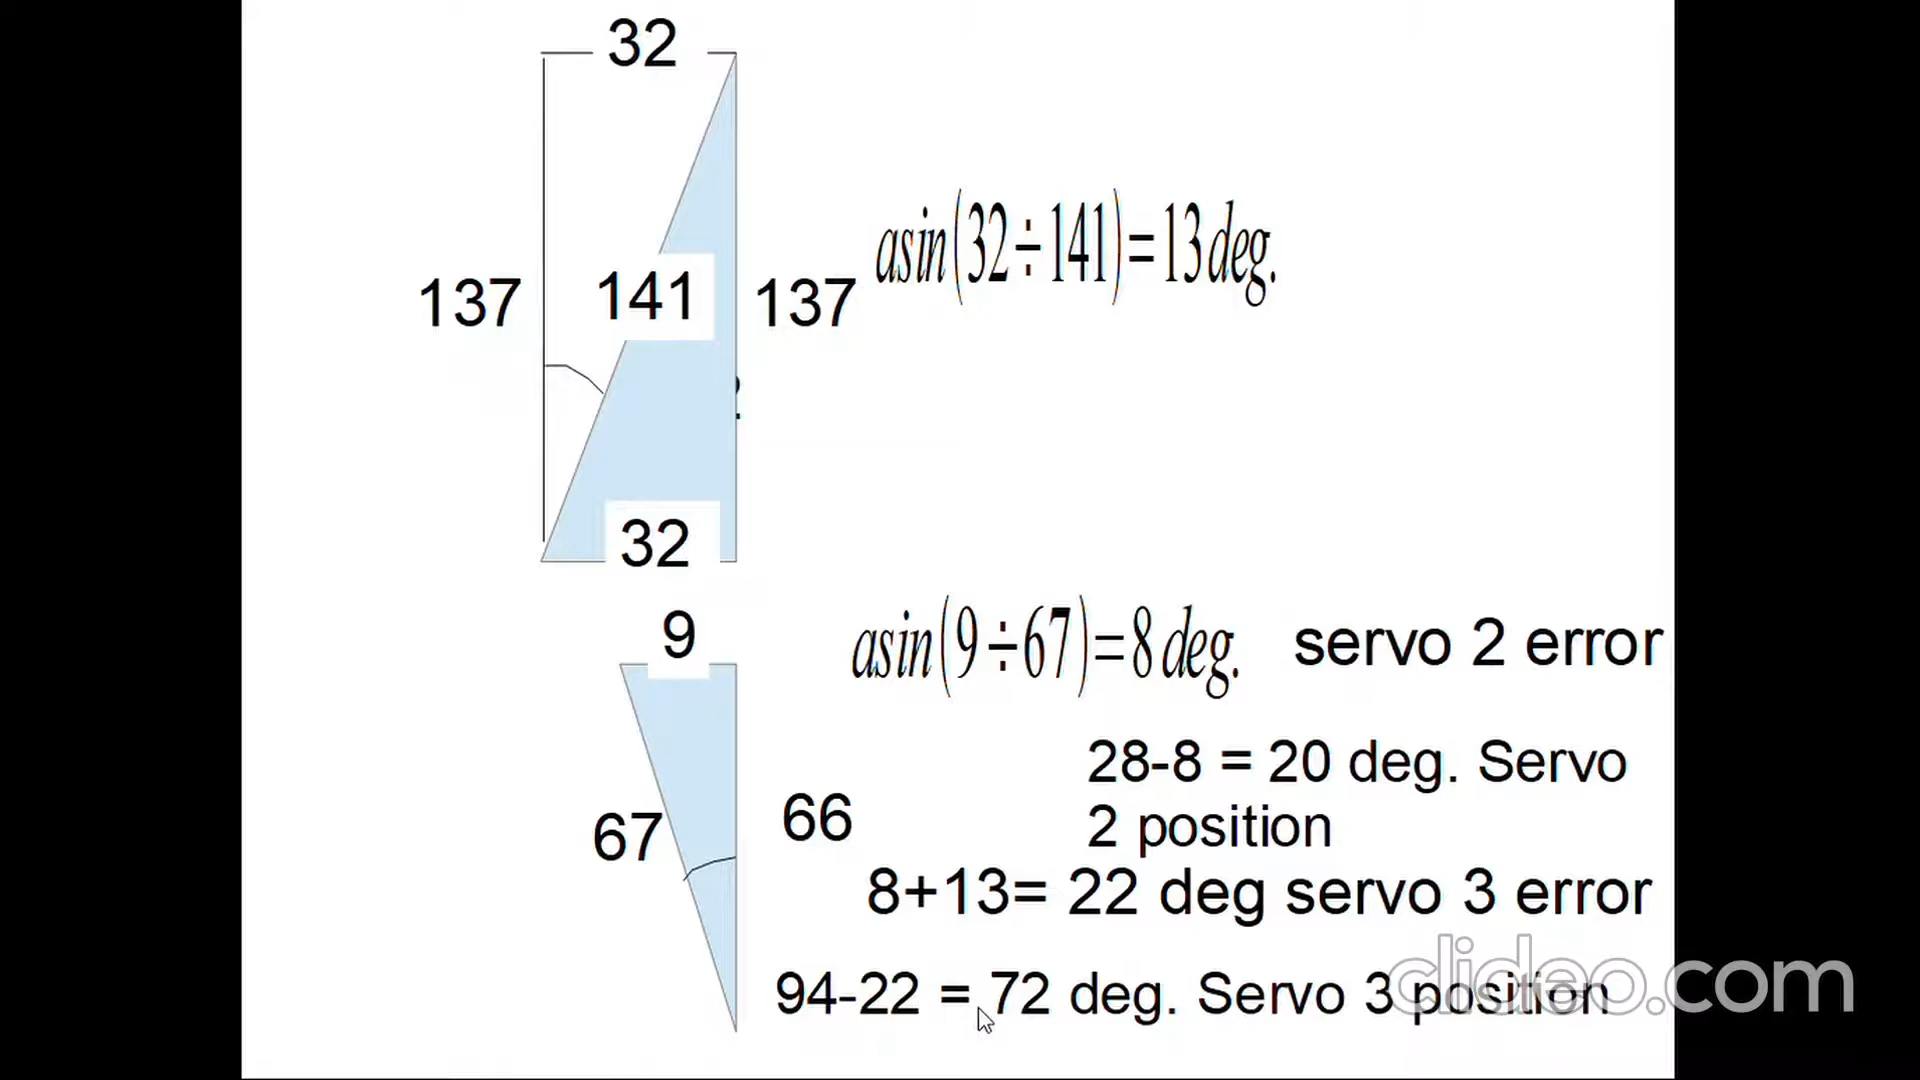 32
137
141
137
asin(32÷141)=13deg.
32
9
asin(9÷67)=8deg.
servo 2 error
67
66
28-8 = 20 deg. Servo
2 position
8+13= 22 deg servo 3 error
94-22 = 72 deg. Servo 3 position
clideo.com